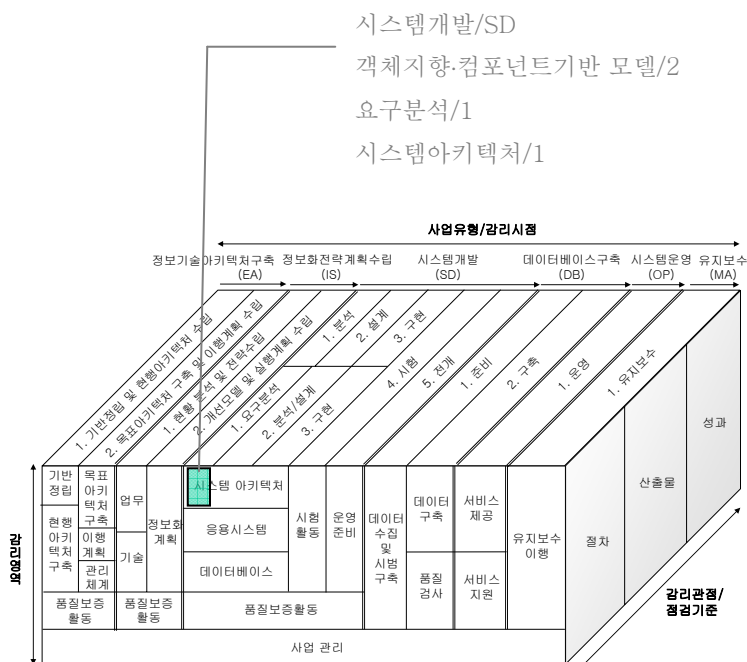 시스템개발/SD
객체지향·컴포넌트기반 모델/2
요구분석/1
시스템아키텍처/1
사업유형/감리시점
정보기술아키텍처구축 정보화전략계획수립 시스템개발 데이터베이스구축 시스템운영 유지보수
(EA) (IS) (SD) (DB) (OP) (MA)
1. 기반정립 및 현행아키텍처 수립
2. 목표아키텍처 구축 및 이행계획 수립
1. 현황 분석 및 전략수립
2. 개선모델 및 실행계획 수립
1. 분석
2. 설계
3. 구현
1. 요구분석
2. 분석/설계
3. 구현
4. 시험
5. 전개
1. 준비
2. 구축
1. 운영
1. 유지보수
감리영역
기반
정립
현행
아키
텍처
구축
목표
아키
텍처
구축
이행
계획
관리
체계
품질보증
활동
업무
기술
정보화
계획
품질보증
활동
시스템 아키텍처
응용시스템
데이터베이스
시험
활동
운영
준비
품질보증활동
데이터
수집
및
시범
구축
데이터
구축
품질
검사
서비스
제공
서비스
지원
유지보수
이행
사업 관리
절차
산출물
성과
감리관점/
점검기준